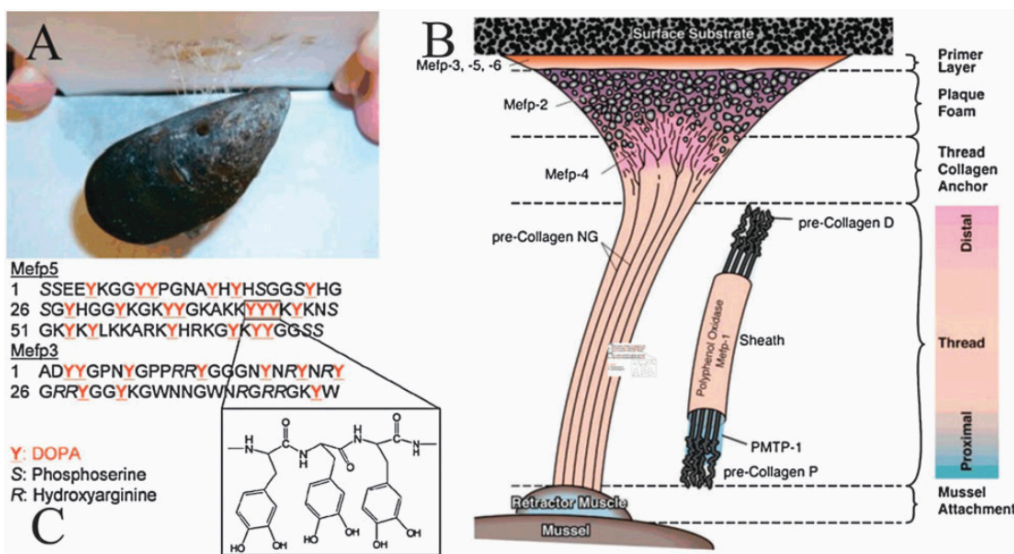 A
B
Surface Substrate
Mefp-3, -5, -6
Mefp-2
Mefp-4
pre-Collagen NG
pre-Collagen D
Polyphenol Oxidase
Mefp-1
Sheath
PMTP-1
pre-Collagen P
Retractor Muscle
Mussel
Primer
Layer
Plaque
Foam
Thread
Collagen
Anchor
Distal
Thread
Proximal
Mussel
Attachment
Mefp5
1 SSEEYKGGYYPGNAYHYHSGGSYHG
26 SGYHGGYKGKYYGKAKKYYYKYKNS
51 GKYKYLKKARKYHRKGYKYYGGSS
Mefp3
1 ADYYGPNYGPPRRYGGGNYNRYNRY
26 GRRYGGYKGWNNGWNRGRRGKYW
Y: DOPA
S: Phosphoserine
R: Hydroxyarginine
C
H
N
O
HN
O
H
N
O
H
N
HO
OH
HO
OH
HO
OH